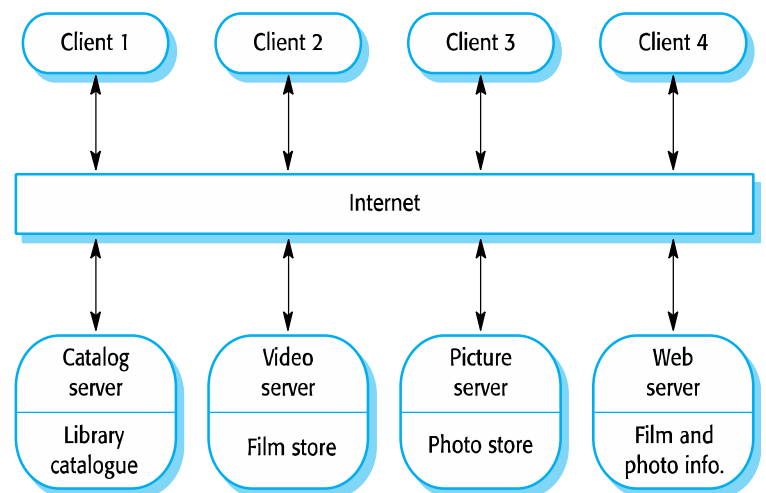 Client 1
Client 2
Client 3
Client 4
Internet
Catalog
server
Library
catalogue
Video
server
Film store
Picture
server
Photo store
Web
server
Film and
photo info.